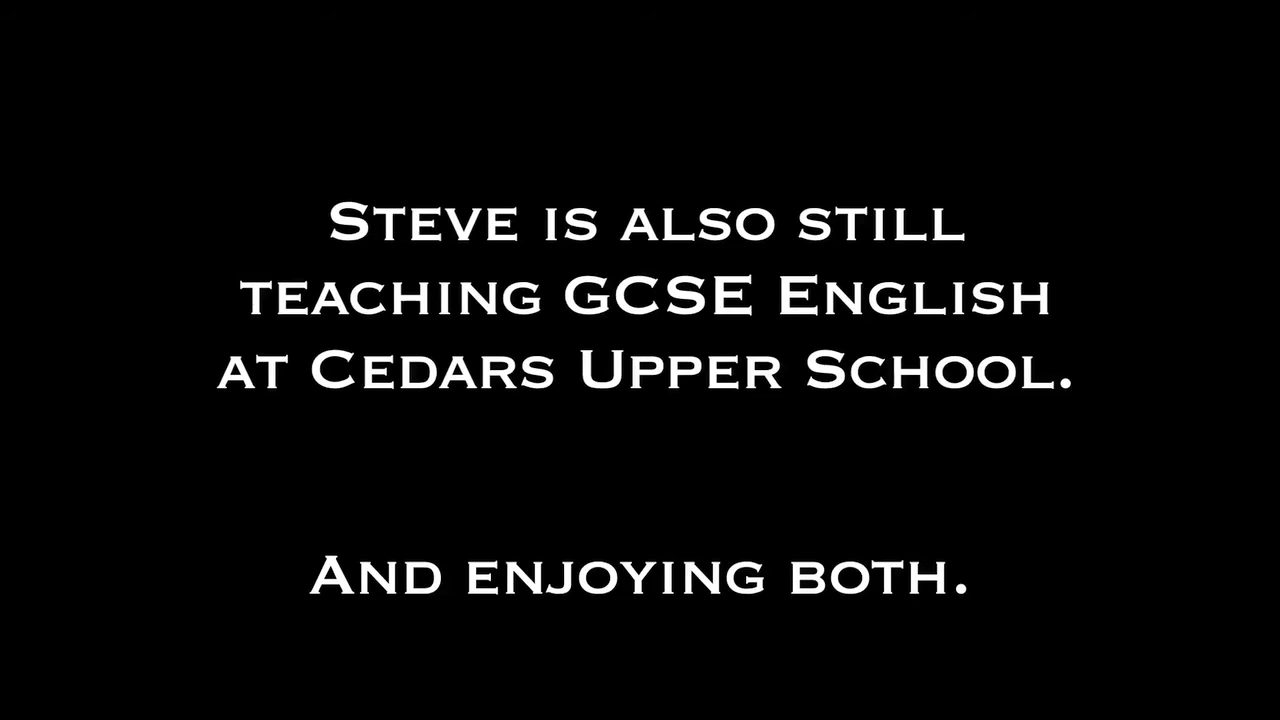 Steve is also still
teaching GCSE English
at Cedars Upper School.
And enjoying both.